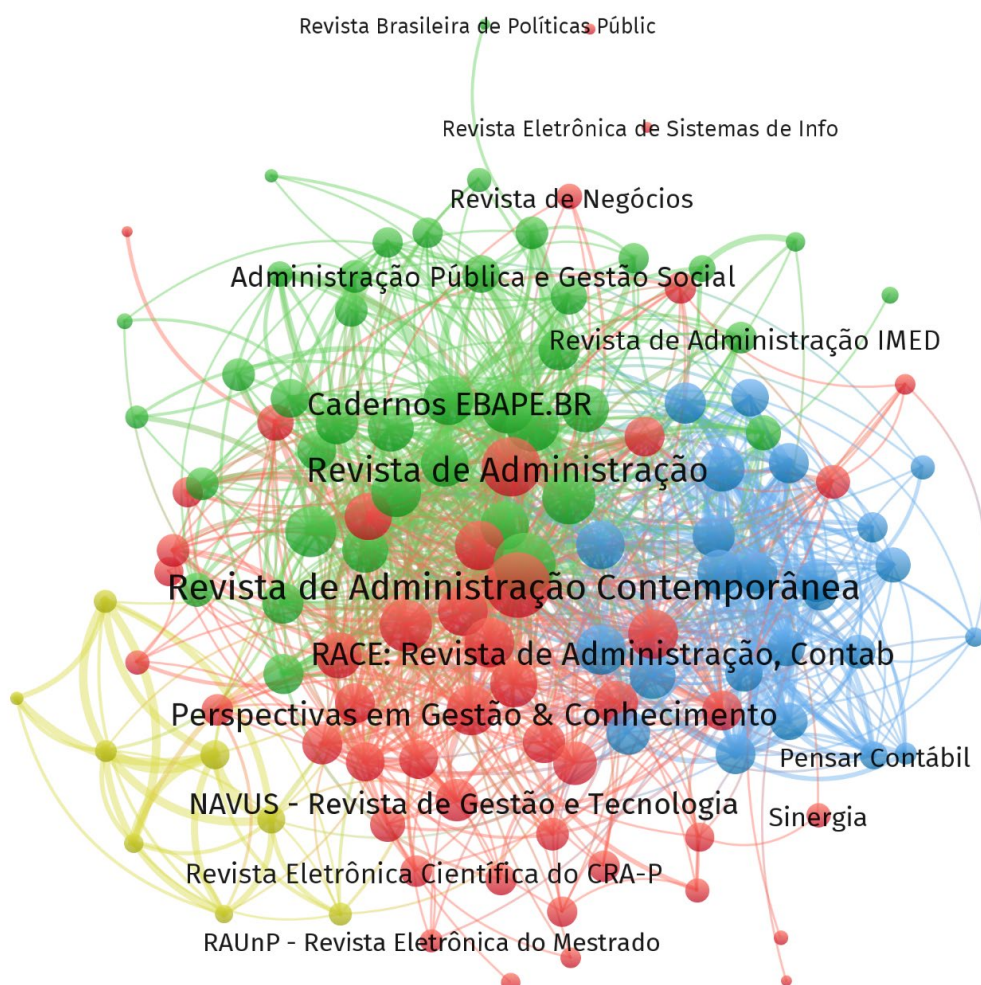 Revista Brasileira de Políticas Públic
Revista Eletrônica de Sistemas de Info
Revista de Negócios
Administração Pública e Gestão Social
Revista de Administração IMED
Cadernos EBAPE.BR
Revista de Administração
Revista de Administração Contemporânea
RACE: Revista de Administração, Contab
Perspectivas em Gestão & Conhecimento
Pensar Contábil
NAVUS - Revista de Gestão e Tecnologia
Sinergia
Revista Eletrônica Científica do CRA-P
RAUnP - Revista Eletrônica do Mestrado